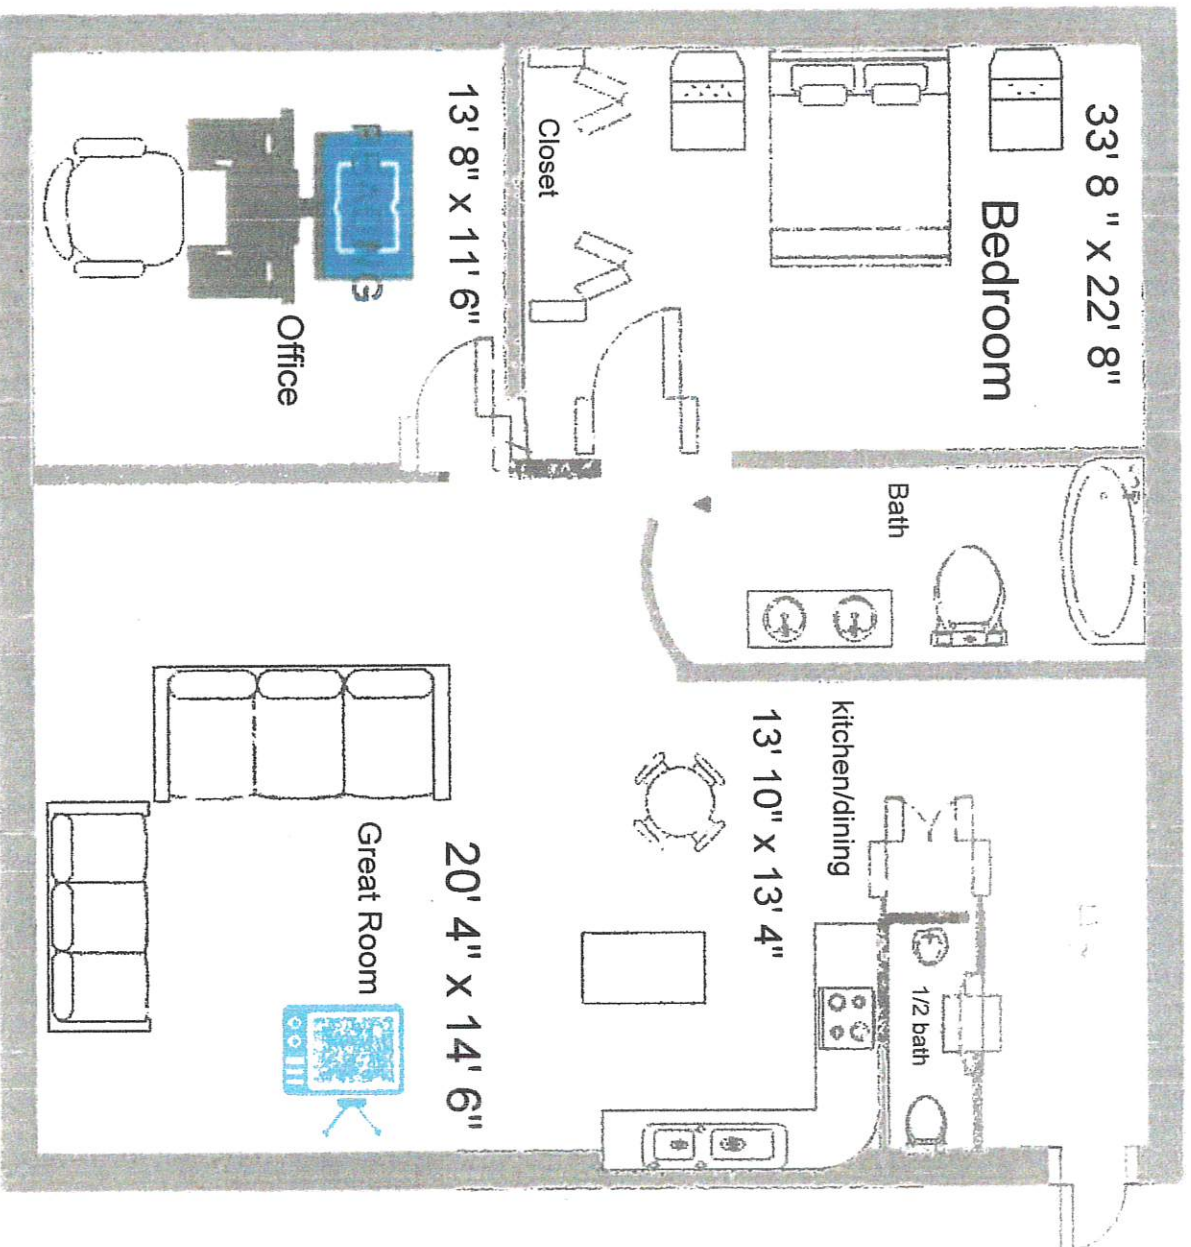 33' 8 " x 22' 8"
Bedroom
Closet
13' 8" x 11' 6"
Office
Bath
kitchen/dining
13' 10" x 13' 4"
1/2 bath
20' 4" x 14' 6"
Great Room